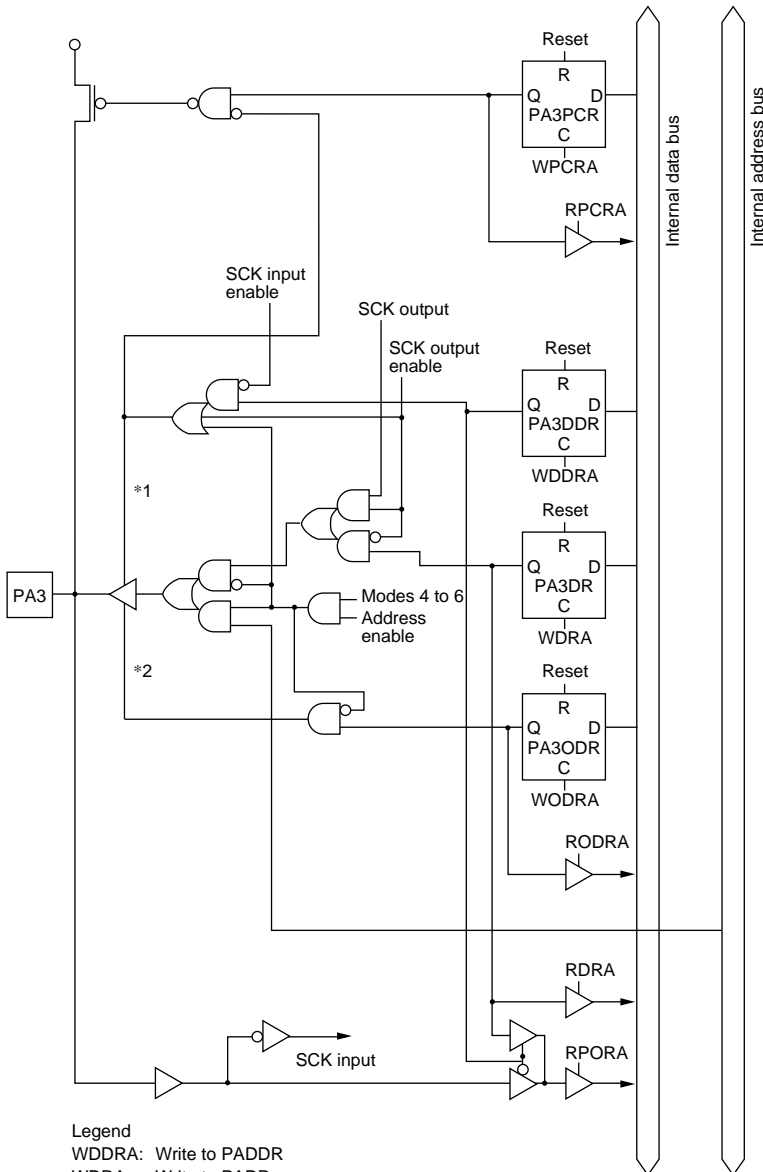 Reset
R
Q D
PA3PCR
C
WPCRA
RPCRA
Internal data bus
Internal address bus
SCK input
enable
SCK output
SCK output
enable
Reset
R
Q D
PA3DDR
C
WDDRA
*1
Reset
R
Q D
PA3DR
C
WDRA
PA3
Modes 4 to 6
Address
enable
*2
Reset
R
Q D
PA3ODR
C
WODRA
RODRA
RDRA
SCK input
RPORA
Legend
WDDRA: Write to PADDR